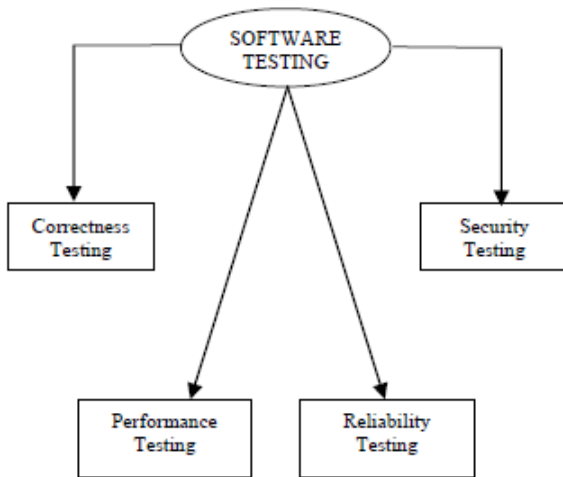 SOFTWARE
TESTING
Correctness
Testing
Security
Testing
Performance
Testing
Reliability
Testing